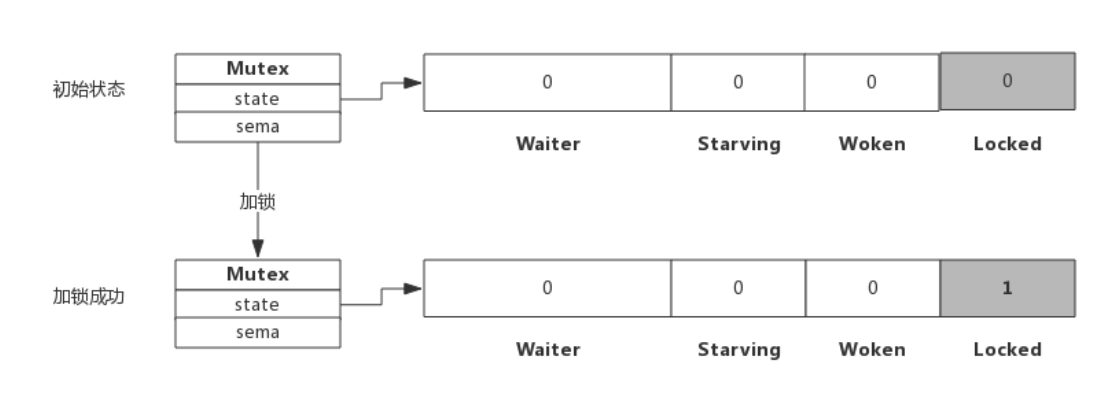 初始状态
Mutex
state
sema
0 0 0 0
Waiter Starving Woken Locked
加锁
加锁成功
Mutex
state
sema
0 0 0 1
Waiter Starving Woken Locked